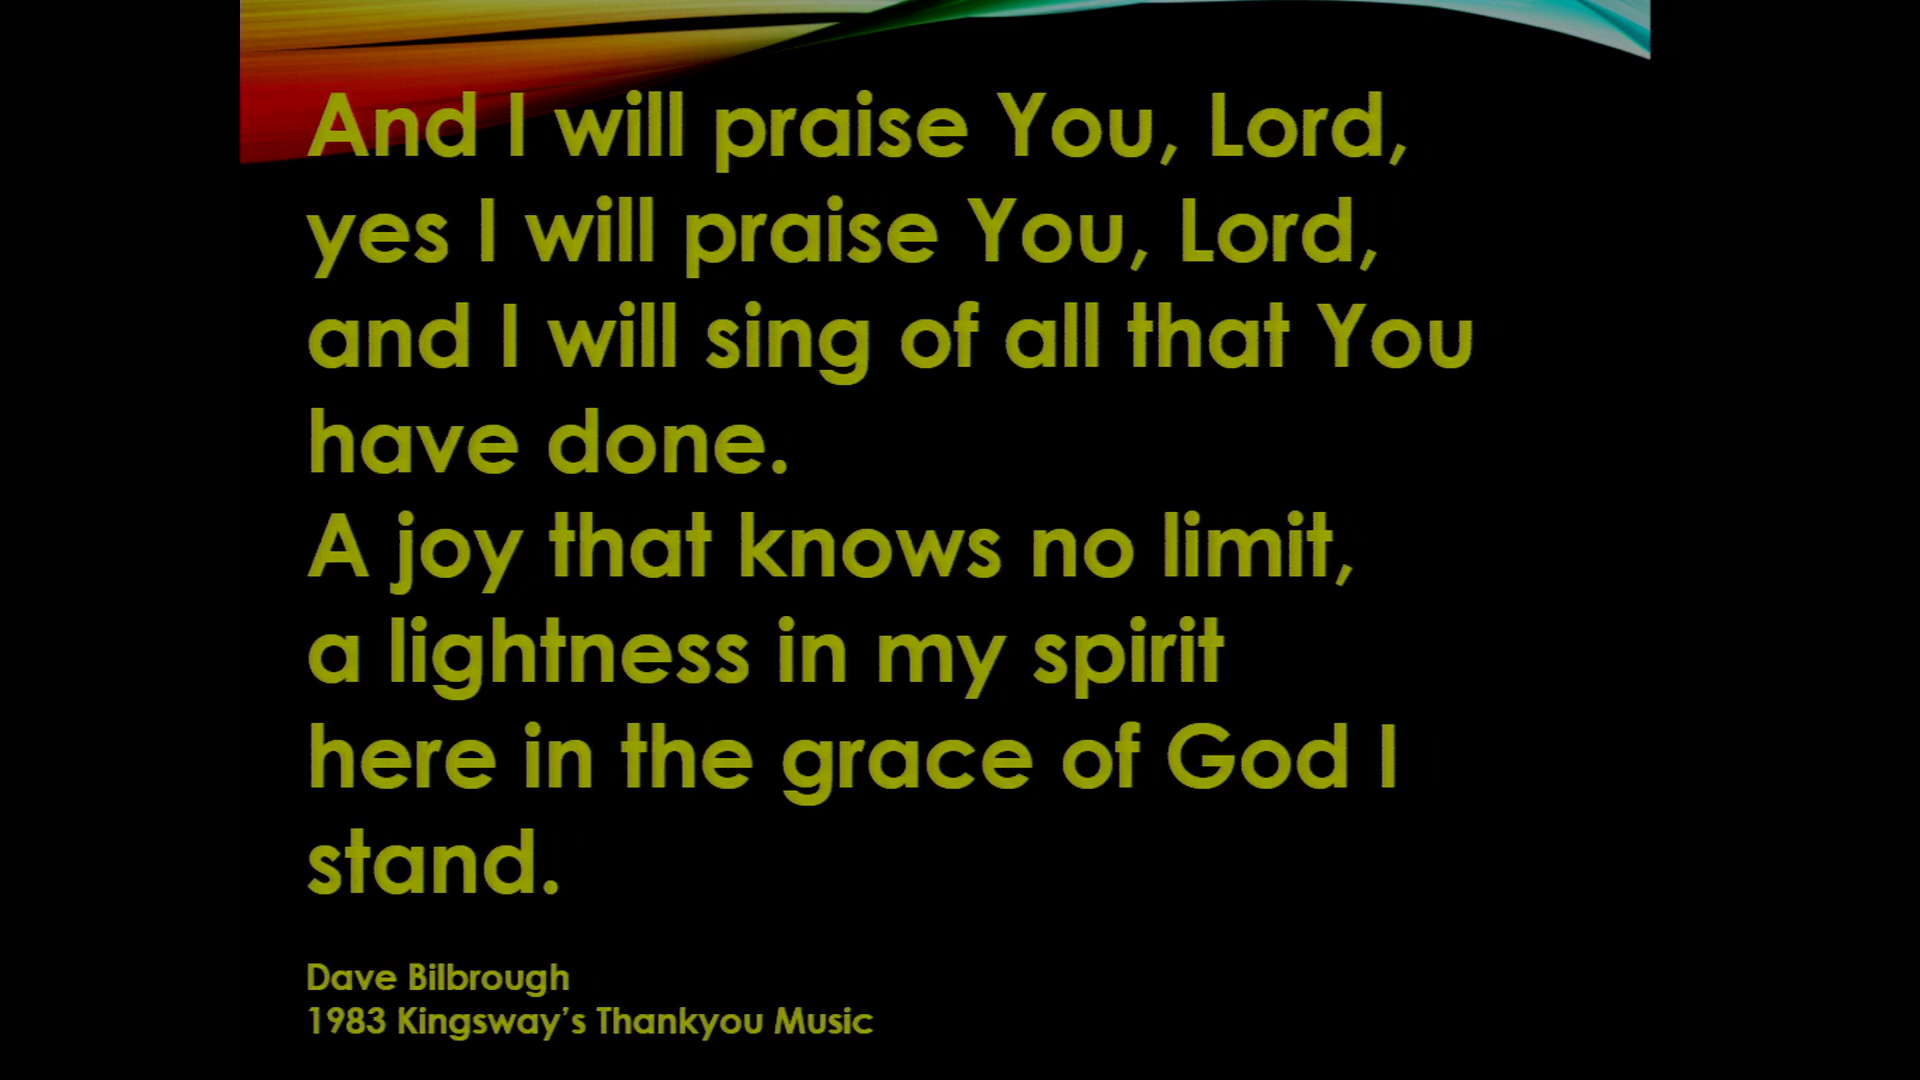 And I will praise You, Lord,
yes I will praise You, Lord,
and I will sing of all that You
have done.
A joy that knows no limit,
a lightness in my spirit
here in the grace of God I
stand.
Dave Bilbrough
1983 Kingsway’s Thankyou Music